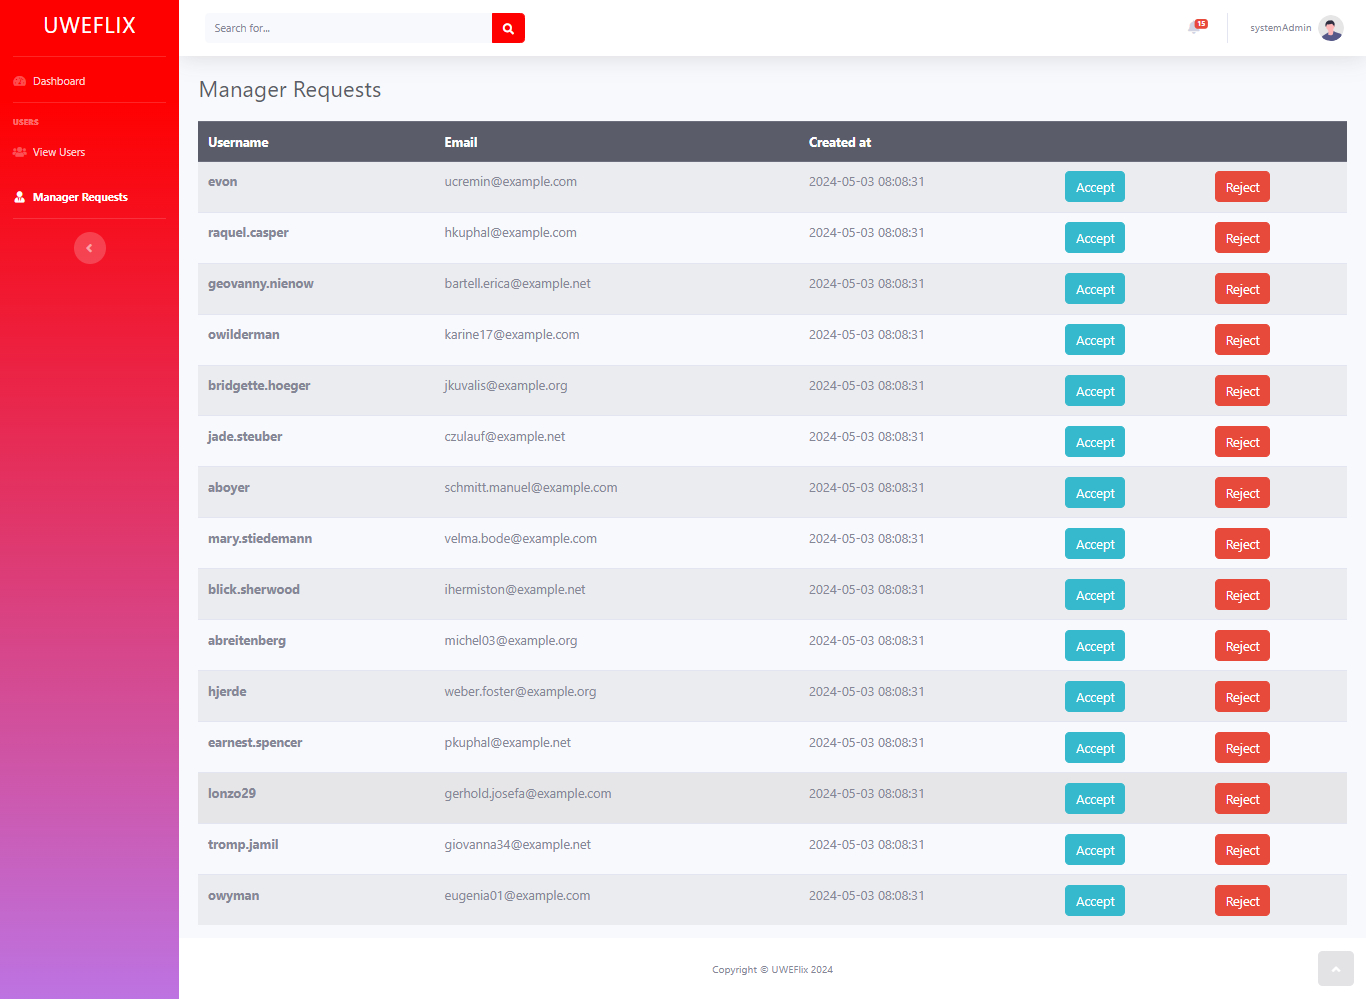 UWEFLIX
Search for...
15
systemAdmin
Dashboard
USERS
View Users
Manager Requests
Manager Requests
Username Email Created at
evon ucremin@example.com 2024-05-03 08:08:31 Accept Reject
raquel.casper hkuphal@example.com 2024-05-03 08:08:31 Accept Reject
geovanny.nienow bartell.erica@example.net 2024-05-03 08:08:31 Accept Reject
owilderman karine17@example.com 2024-05-03 08:08:31 Accept Reject
bridgette.hoeger jkuvalis@example.org 2024-05-03 08:08:31 Accept Reject
jade.steuber czulauf@example.net 2024-05-03 08:08:31 Accept Reject
aboyer schmitt.manuel@example.com 2024-05-03 08:08:31 Accept Reject
mary.stiedemann velma.bode@example.com 2024-05-03 08:08:31 Accept Reject
blick.sherwood ihermiston@example.net 2024-05-03 08:08:31 Accept Reject
abreitenberg michel03@example.org 2024-05-03 08:08:31 Accept Reject
hjerde weber.foster@example.org 2024-05-03 08:08:31 Accept Reject
earnest.spencer pkuphal@example.net 2024-05-03 08:08:31 Accept Reject
lonzo29 gerhold.josefa@example.com 2024-05-03 08:08:31 Accept Reject
tromp.jamil giovanna34@example.net 2024-05-03 08:08:31 Accept Reject
owyman eugenia01@example.com 2024-05-03 08:08:31 Accept Reject
Copyright © UWEFlix 2024